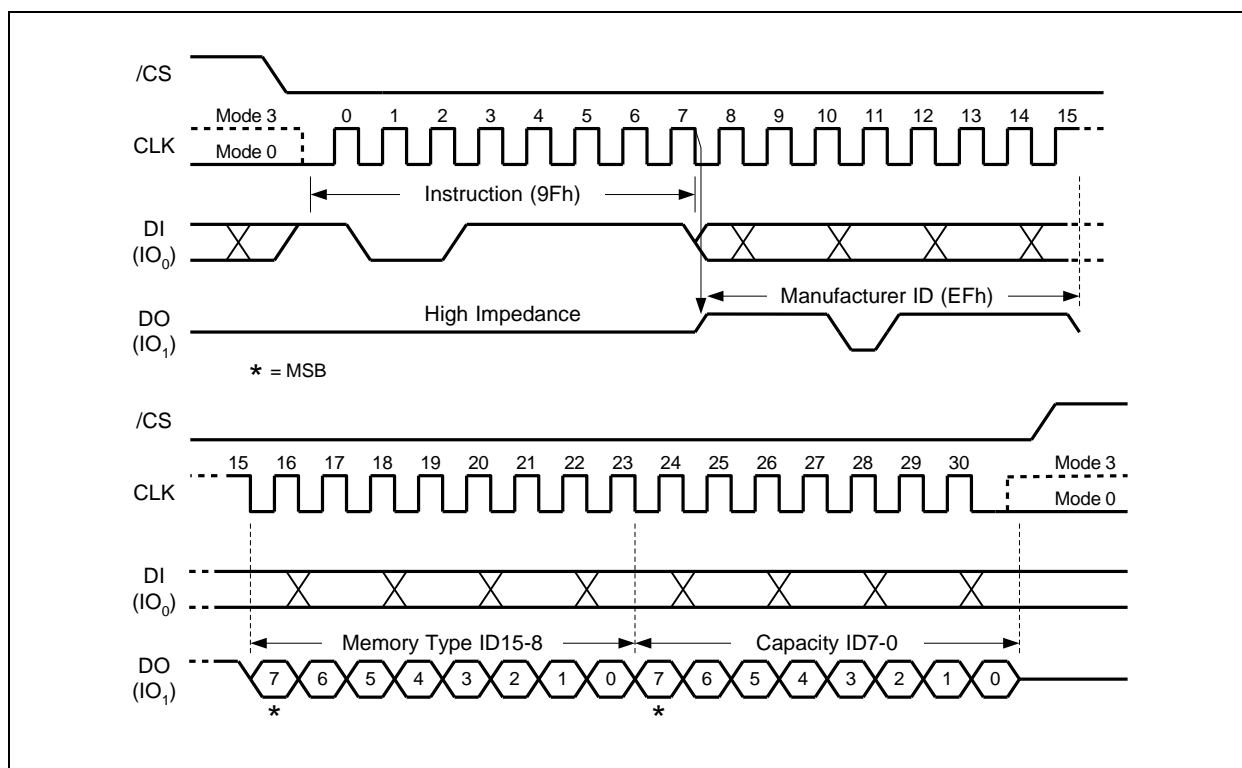 /CS
Mode 3
0 1 2 3 4 5 6 7 8 9 10 11 12 13 14 15
CLK
Mode 0
Instruction (9Fh)
DI
(IO0)
Manufacturer ID (EFh)
High Impedance
DO
(IO1)
* = MSB
/CS
15 16 17 18 19 20 21 22 23 24 25 26 27 28 29 30
Mode 3
CLK
Mode 0
DI
(IO0)
Memory Type ID15-8 Capacity ID7-0
DO
7 6 5 4 3 2 1 0 7 6 5 4 3 2 1 0
(IO1)
* *